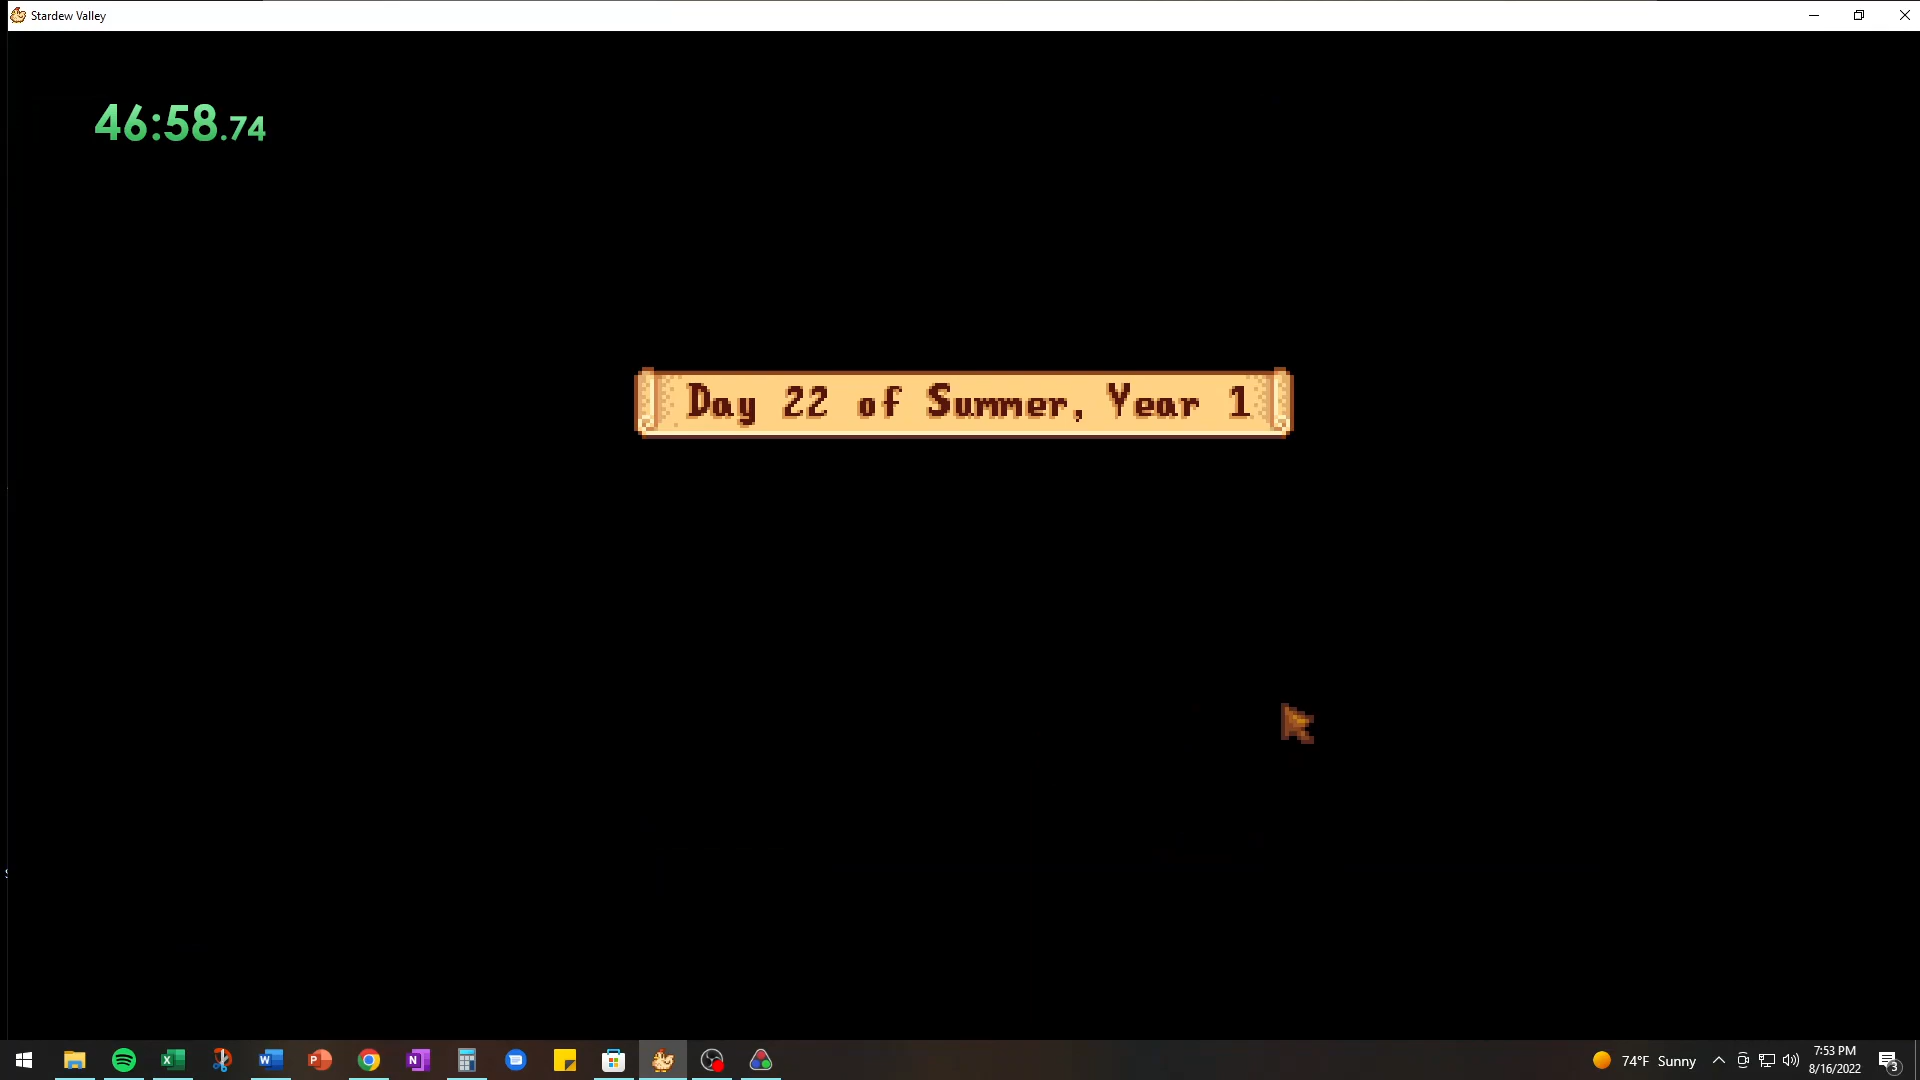 Stardew Valley
46:58.74
Day 22 of Summer, Year 1
74°F Sunny
7:53 PM
8/16/2022
3